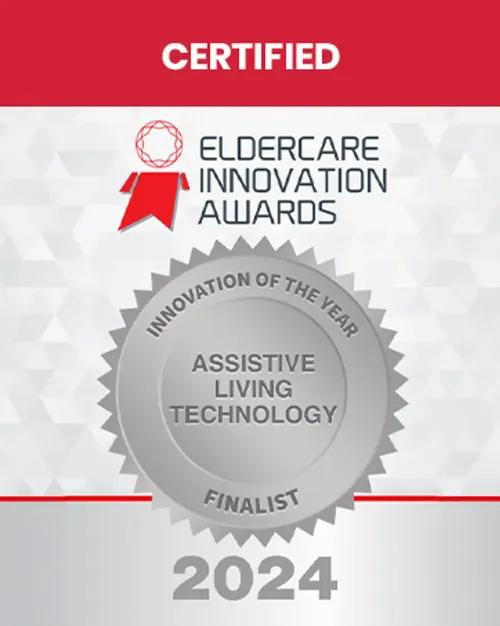 CERTIFIED
ELDERCARE
INNOVATION
AWARDS
INNOVATION OF THE YEAR
ASSISTIVE
LIVING
TECHNOLOGY
FINALIST
2024